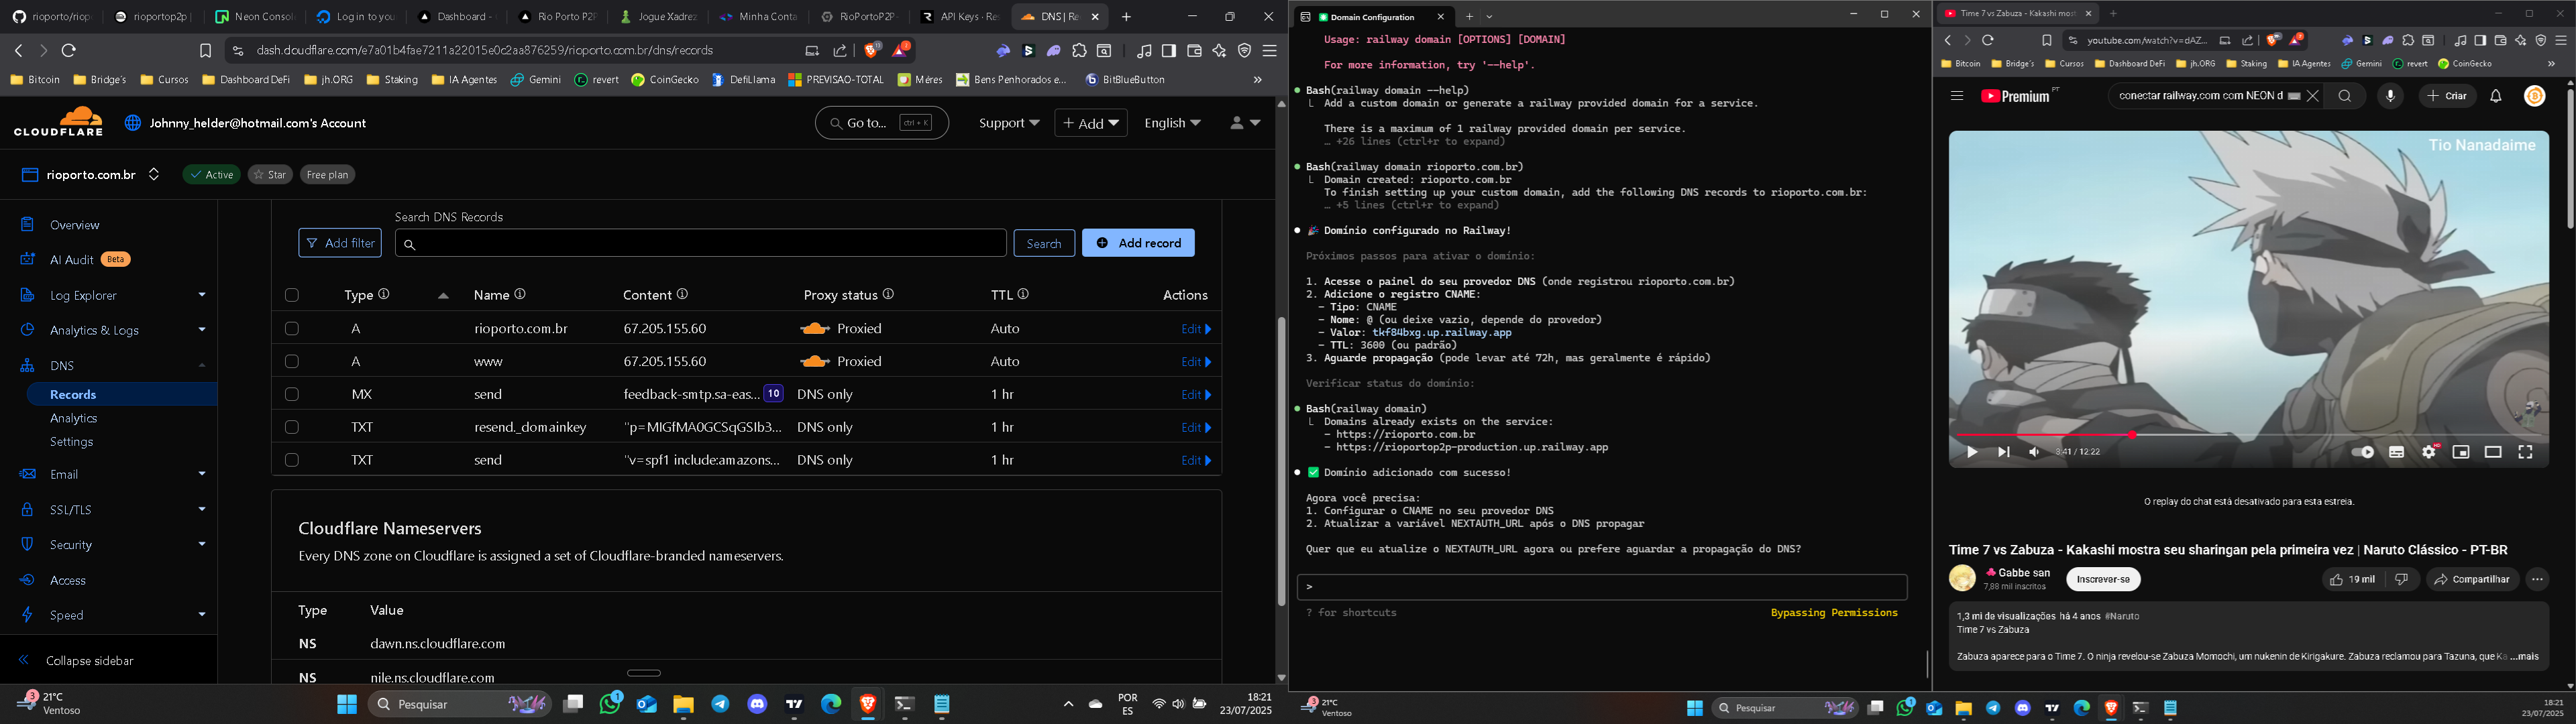 rioporto/riop
rioportop2p |
Neon Consol
Log in to you
Dashboard -
Rio Porto P2P
Jogue Xadrez
Minha Conta
RioPortoP2P
API Keys · Re
DNS | Re
dash.cloudflare.com/e7a01b4fae7211a22015e0c2aa876259/rioporto.com.br/dns/records
Bitcoin
Bridge's
Cursos
Dashboard DeFi
jh.ORG
Staking
IA Agentes
Gemini
revert
CoinGecko
DefiLlama
PREVISAO-TOTAL
Méres
Bens Penhorados e...
BitBlueButton
CLOUDFLARE
Johnny_helder@hotmail.com's Account
Go to...
ctrl + K
Support
+ Add
English
rioporto.com.br
Active
Star
Free plan
Overview
AI Audit Beta
Log Explorer
Analytics & Logs
DNS
Records
Analytics
Settings
Email
SSL/TLS
Security
Access
Speed
Collapse sidebar
Search DNS Records
Add filter
Search
Add record
Type Name Content Proxy status TTL Actions
A rioporto.com.br 67.205.155.60 Proxied Auto Edit
A www 67.205.155.60 Proxied Auto Edit
MX send feedback-smtp.sa-eas... 10 DNS only 1 hr Edit
TXT resend._domainkey "p=MIGfMA0GCSqGSIb3... DNS only 1 hr Edit
TXT send "v=spf1 include:amazons... DNS only 1 hr Edit
Cloudflare Nameservers
Every DNS zone on Cloudflare is assigned a set of Cloudflare-branded nameservers.
Type Value
NS dawn.ns.cloudflare.com
NS nile.ns.cloudflare.com
3
21°C
Ventoso
Pesquisar
1
POR
ES
18:21
23/07/2025
Domain Configuration
Usage: railway domain [OPTIONS] [DOMAIN]
For more information, try '--help'.
Bash(railway domain --help)
Add a custom domain or generate a railway provided domain for a service.
There is a maximum of 1 railway provided domain per service.
… +26 lines (ctrl+r to expand)
Bash(railway domain rioporto.com.br)
Domain created: rioporto.com.br
To finish setting up your custom domain, add the following DNS records to rioporto.com.br:
… +5 lines (ctrl+r to expand)
🎉 Domínio configurado no Railway!
Próximos passos para ativar o domínio:
1. Acesse o painel do seu provedor DNS (onde registrou rioporto.com.br)
2. Adicione o registro CNAME:
- Tipo: CNAME
- Nome: @ (ou deixe vazio, depende do provedor)
- Valor: tkf84bxg.up.railway.app
- TTL: 3600 (ou padrão)
3. Aguarde propagação (pode levar até 72h, mas geralmente é rápido)
Verificar status do domínio:
Bash(railway domain)
Domains already exists on the service:
- https://rioporto.com.br
- https://rioportop2p-production.up.railway.app
✅ Domínio adicionado com sucesso!
Agora você precisa:
1. Configurar o CNAME no seu provedor DNS
2. Atualizar a variável NEXTAUTH_URL após o DNS propagar
Quer que eu atualize o NEXTAUTH_URL agora ou prefere aguardar a propagação do DNS?
>
? for shortcuts
Bypassing Permissions
3
21°C
Ventoso
Time 7 vs Zabuza - Kakashi most
youtube.com/watch?v=dAZ...
Bitcoin
Bridge's
Cursos
Dashboard DeFi
jh.ORG
Staking
IA Agentes
Gemini
revert
CoinGecko
Premium PT
conectar railway.com com NEON d
+ Criar
Tio Nanadaime
3:41 / 12:22
HD
O replay do chat está desativado para esta estreia.
Time 7 vs Zabuza - Kakashi mostra seu sharingan pela primeira vez | Naruto Clássico - PT-BR
Gabbe san
7,88 mil inscritos
Inscrever-se
19 mil
Compartilhar
1,3 mi de visualizações há 4 anos #Naruto
Time 7 vs Zabuza
Zabuza aparece para o Time 7. O ninja revelou-se Zabuza Momochi, um nukenin de Kirigakure. Zabuza reclamou para Tazuna, que Ka ...mais
Pesquisar
18:21
23/07/2025